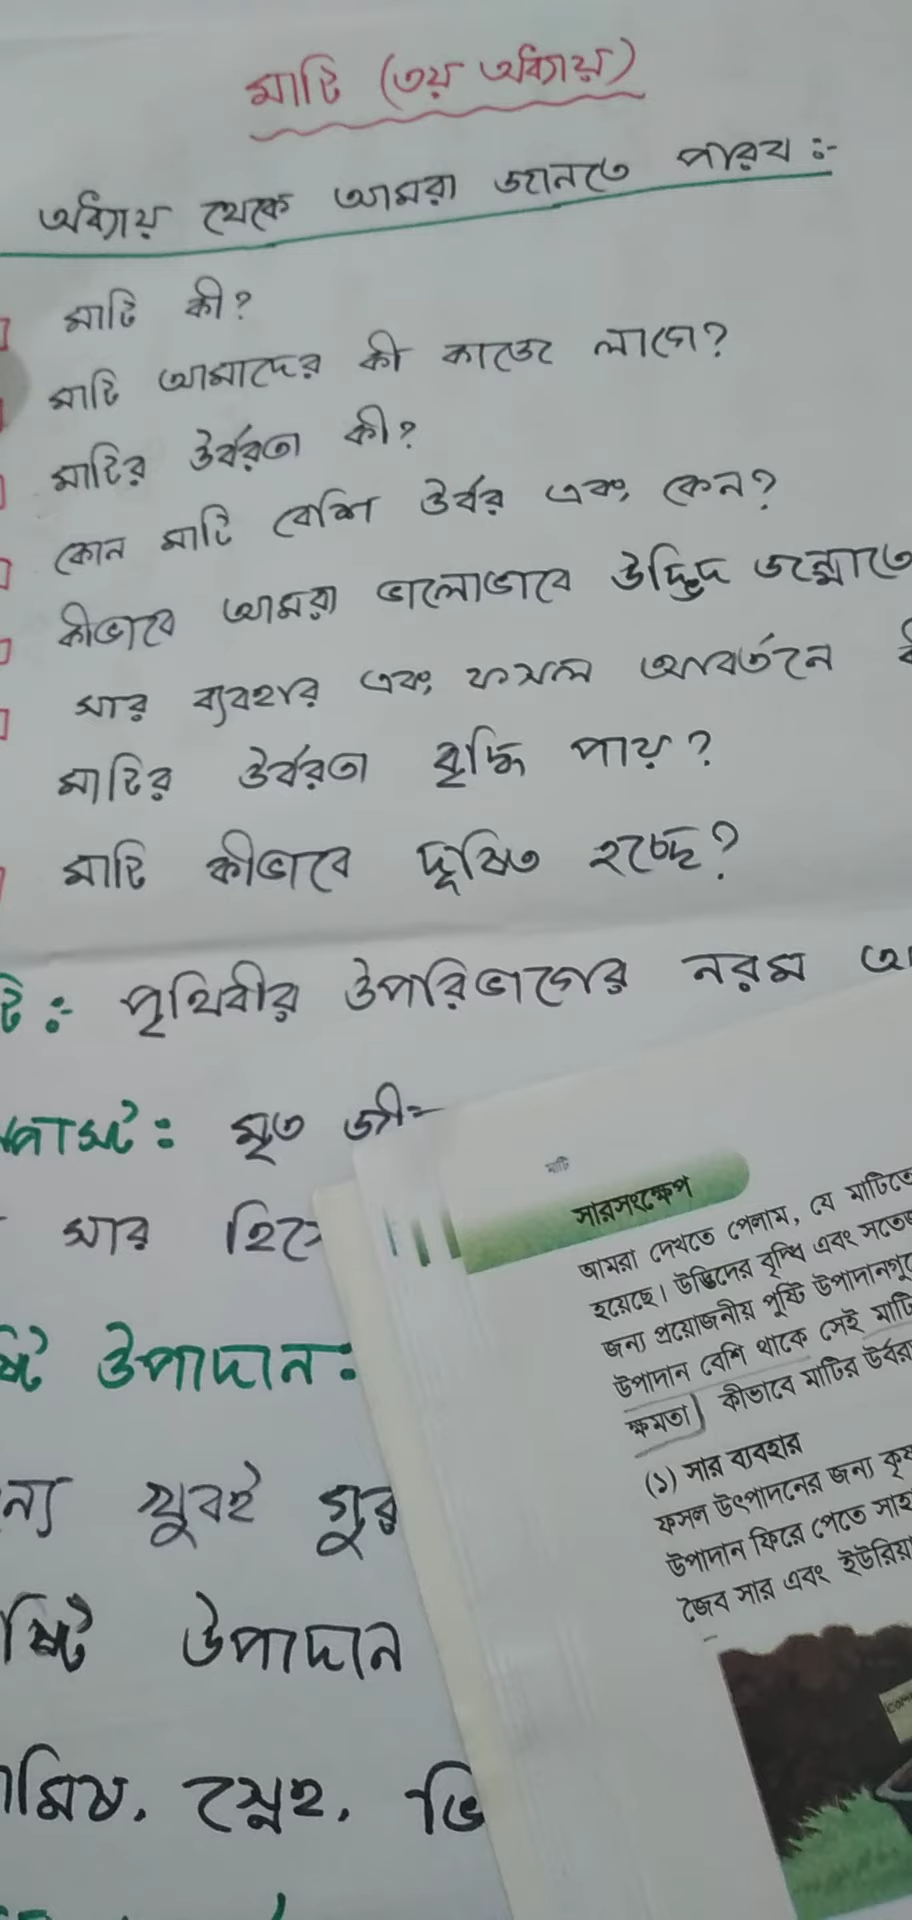 মাটি (৩য় অধ্যায়)
অধ্যায় থেকে আমরা জানতে পারব :-
মাটি কী?
মাটি আমাদের কী কাজে লাগে?
মাটির উর্বরতা কী?
কোন মাটি বেশি উর্বর এবং কেন?
কীভাবে আমরা ভালোভাবে উদ্ভিদ জন্মাতে
সার ব্যবহার এবং ফসল আবর্তনে
মাটির উর্বরতা বৃদ্ধি পায়?
মাটি কীভাবে দূষিত হচ্ছে?
টি :- পৃথিবীর উপরিভাগের নরম
পোস্ট : মৃত
সার হিসে
ষ্টি উপাদান :
ন্য খুবই গুর
ষ্টি উপাদান
মিষ, স্নেহ, ভি
মাটি
সারসংক্ষেপ
আমরা দেখতে পেলাম, যে মাটিতে
হয়েছে। উদ্ভিদের বৃদ্ধি এবং সতেজ
জন্য প্রয়োজনীয় পুষ্টি উপাদানগু
উপাদান বেশি থাকে সেই মাটি
ক্ষমতা) কীভাবে মাটির উর্বরা
(১) সার ব্যবহার
ফসল উৎপাদনের জন্য কৃষ
উপাদান ফিরে পেতে সাহা
জৈব সার এবং ইউরিয়া